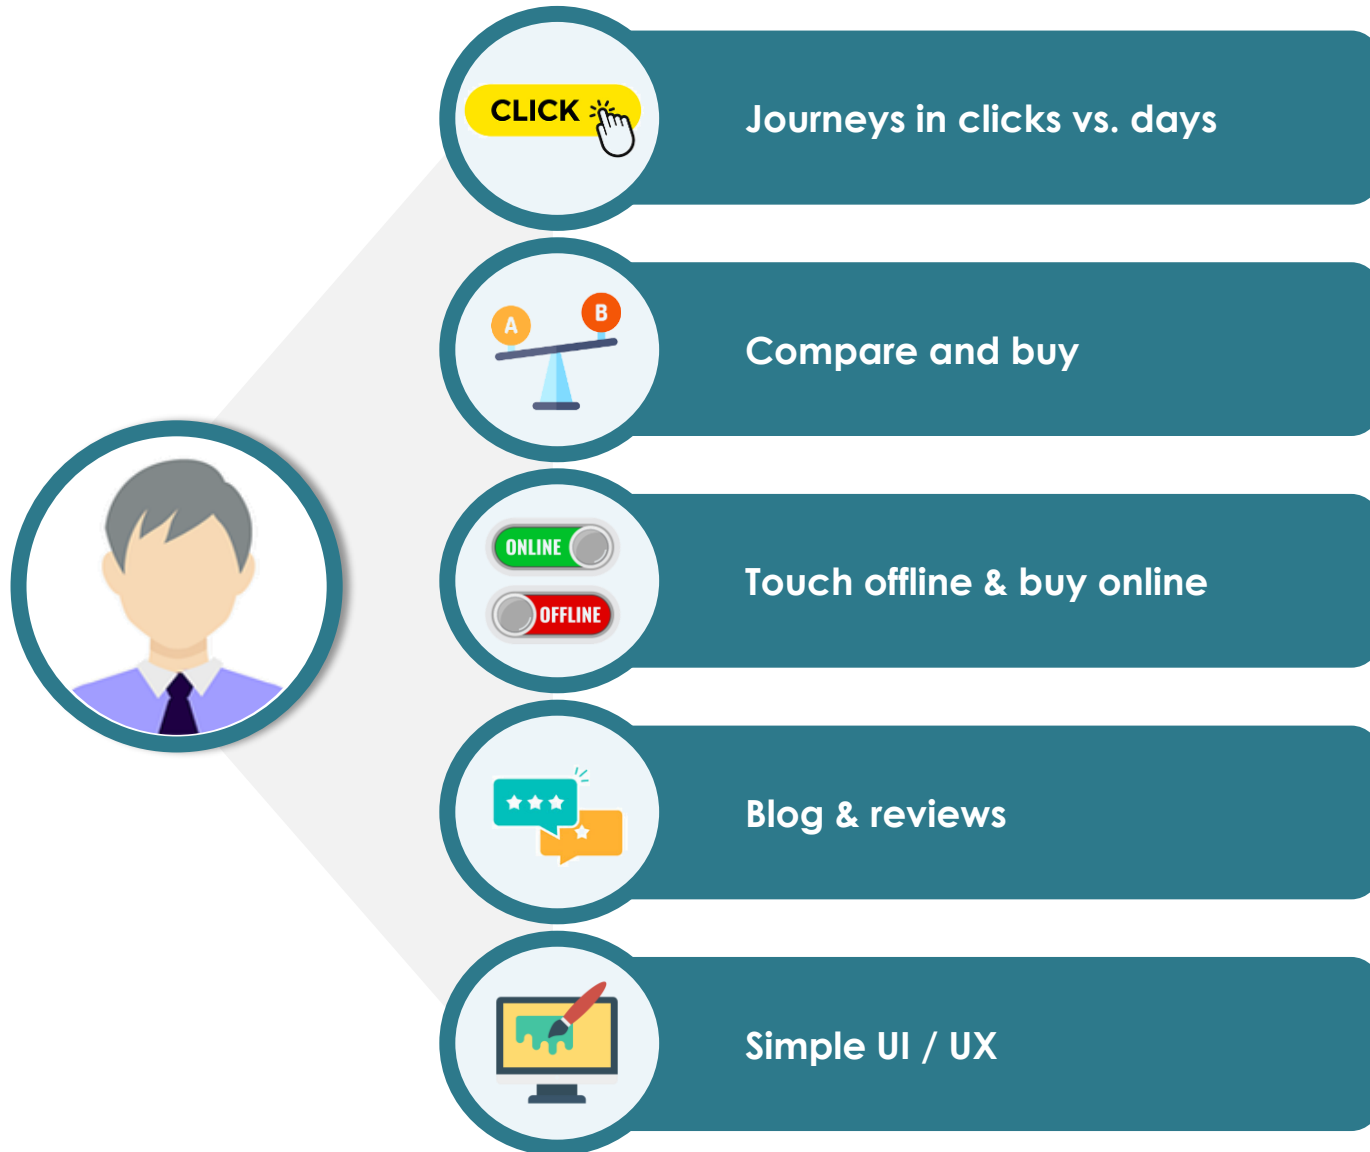 CLICK
Journeys in clicks vs. days
A
B
Compare and buy
ONLINE
OFFLINE
Touch offline & buy online
Blog & reviews
Simple UI / UX